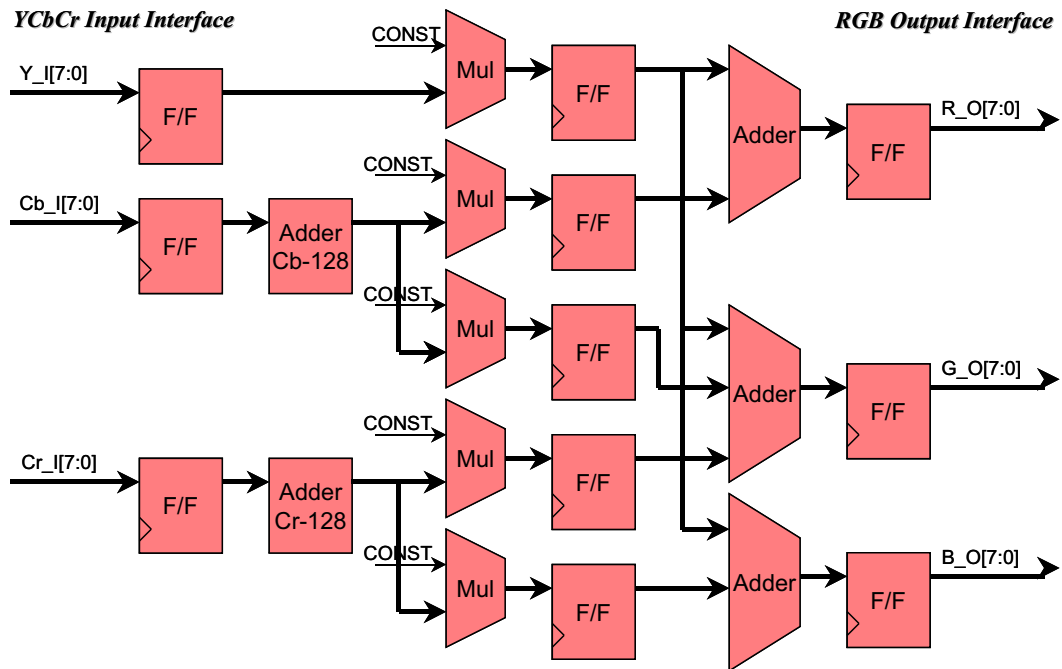 YCbCr Input Interface
RGB Output Interface
CONST
Y_I[7:0]
F/F
Mul
F/F
Adder
R_O[7:0]
F/F
CONST
Cb_I[7:0]
F/F
Adder
Cb-128
Mul
F/F
CONST
Mul
F/F
Adder
G_O[7:0]
F/F
CONST
Cr_I[7:0]
F/F
Adder
Cr-128
Mul
F/F
CONST
Mul
F/F
Adder
B_O[7:0]
F/F